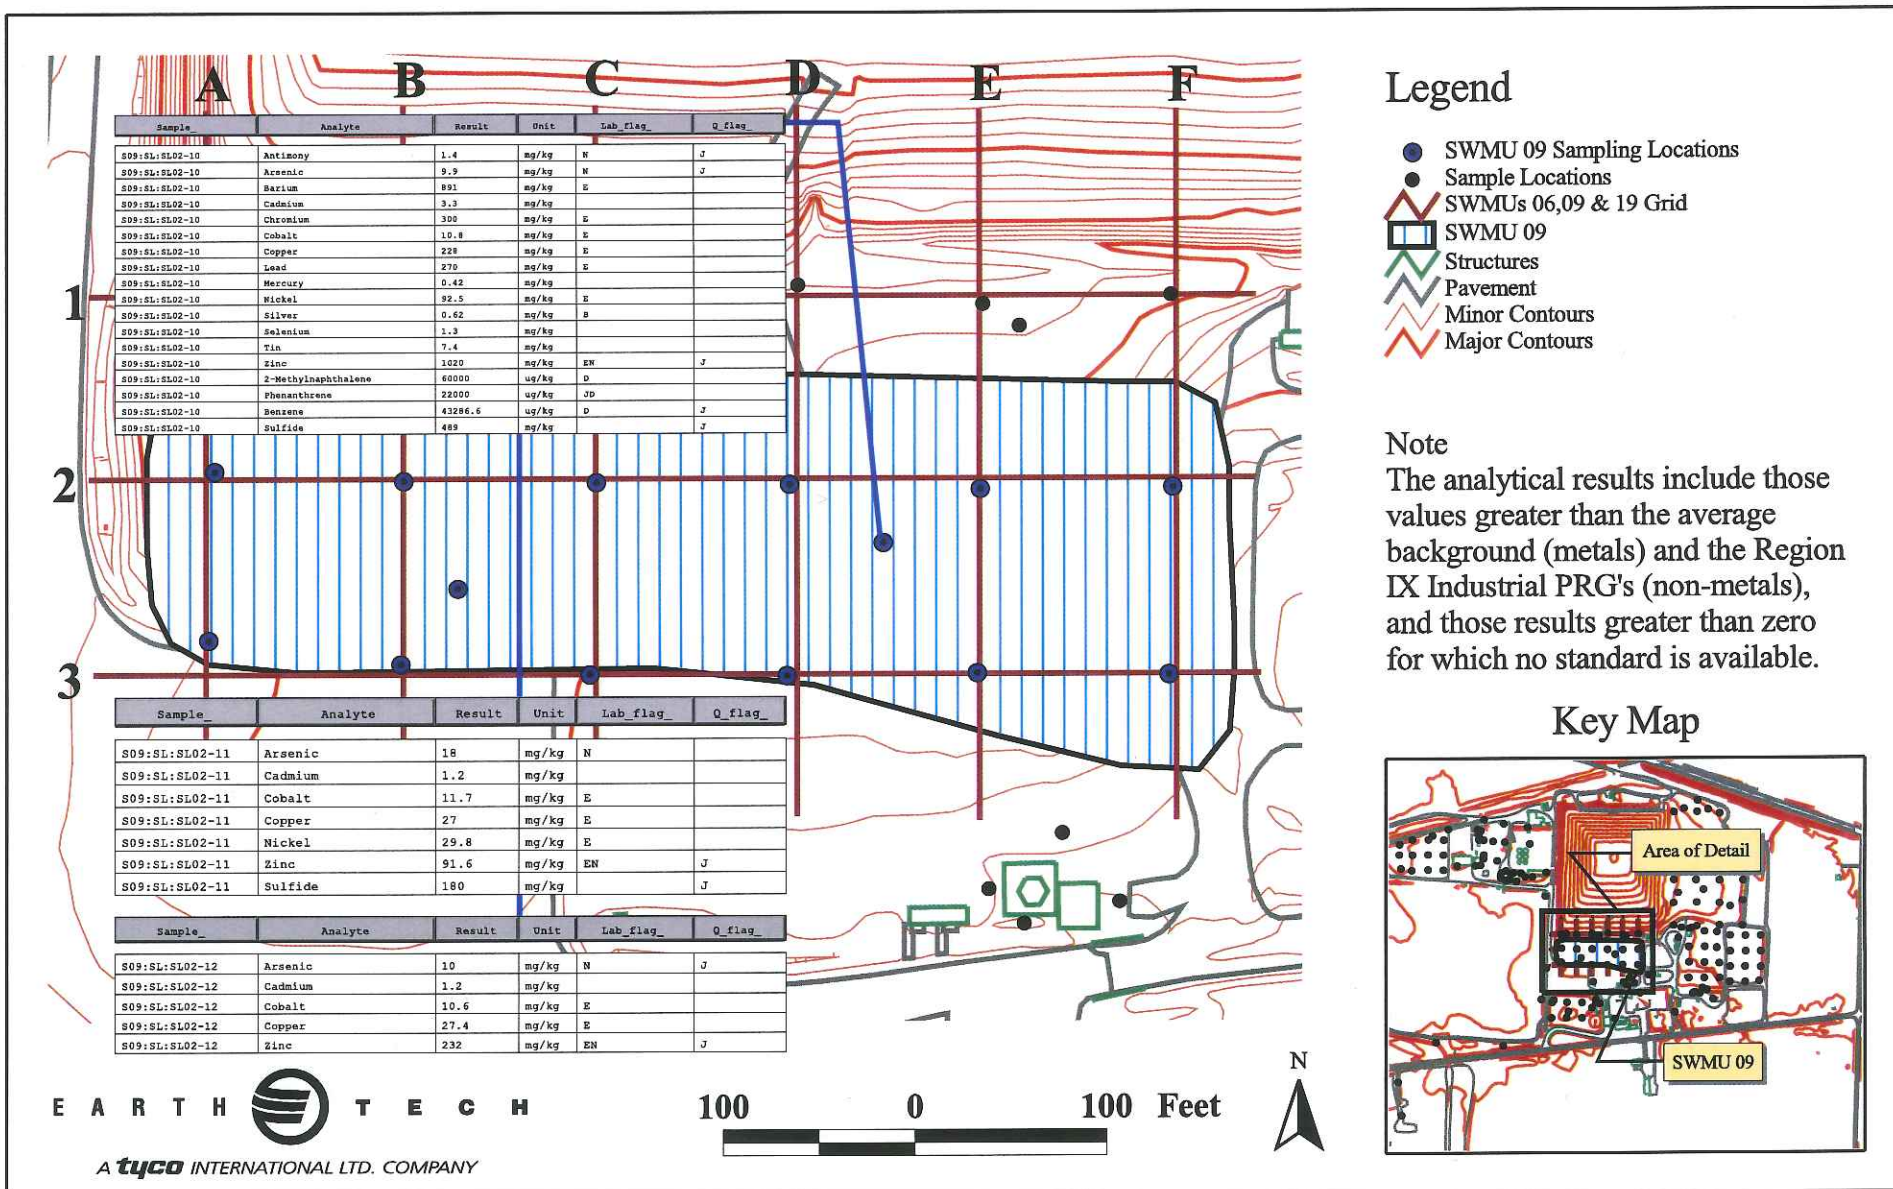 A B C D E F
Sample_ Analyte Result Unit Lab_flag_ Q_flag_
S09:SL:SL02-10 Antimony 1.4 mg/kg N J
S09:SL:SL02-10 Arsenic 9.9 mg/kg N J
S09:SL:SL02-10 Barium 891 mg/kg E
S09:SL:SL02-10 Cadmium 3.3 mg/kg
S09:SL:SL02-10 Chromium 300 mg/kg E
S09:SL:SL02-10 Cobalt 10.8 mg/kg E
S09:SL:SL02-10 Copper 228 mg/kg E
S09:SL:SL02-10 Lead 270 mg/kg E
S09:SL:SL02-10 Mercury 0.42 mg/kg
S09:SL:SL02-10 Nickel 92.5 mg/kg E
S09:SL:SL02-10 Silver 0.62 mg/kg B
S09:SL:SL02-10 Selenium 1.3 mg/kg
S09:SL:SL02-10 Tin 7.4 mg/kg
S09:SL:SL02-10 Zinc 1020 mg/kg EN J
S09:SL:SL02-10 2-Methylnaphthalene 60000 ug/kg D
S09:SL:SL02-10 Phenanthrene 22000 ug/kg JD
S09:SL:SL02-10 Benzene 43286.6 ug/kg D J
S09:SL:SL02-10 Sulfide 489 mg/kg J
1
2
3
Sample_ Analyte Result Unit Lab_flag_ Q_flag_
S09:SL:SL02-11 Arsenic 18 mg/kg N
S09:SL:SL02-11 Cadmium 1.2 mg/kg
S09:SL:SL02-11 Cobalt 11.7 mg/kg E
S09:SL:SL02-11 Copper 27 mg/kg E
S09:SL:SL02-11 Nickel 29.8 mg/kg E
S09:SL:SL02-11 Zinc 91.6 mg/kg EN J
S09:SL:SL02-11 Sulfide 180 mg/kg J
Sample_ Analyte Result Unit Lab_flag_ Q_flag_
S09:SL:SL02-12 Arsenic 10 mg/kg N J
S09:SL:SL02-12 Cadmium 1.2 mg/kg
S09:SL:SL02-12 Cobalt 10.6 mg/kg E
S09:SL:SL02-12 Copper 27.4 mg/kg E
S09:SL:SL02-12 Zinc 232 mg/kg EN J
EARTH TECH
A tyco INTERNATIONAL LTD. COMPANY
100 0 100 Feet
N
Legend
SWMU 09 Sampling Locations
Sample Locations
SWMUs 06,09 & 19 Grid
SWMU 09
Structures
Pavement
Minor Contours
Major Contours
Note
The analytical results include those
values greater than the average
background (metals) and the Region
IX Industrial PRG's (non-metals),
and those results greater than zero
for which no standard is available.
Key Map
Area of Detail
SWMU 09